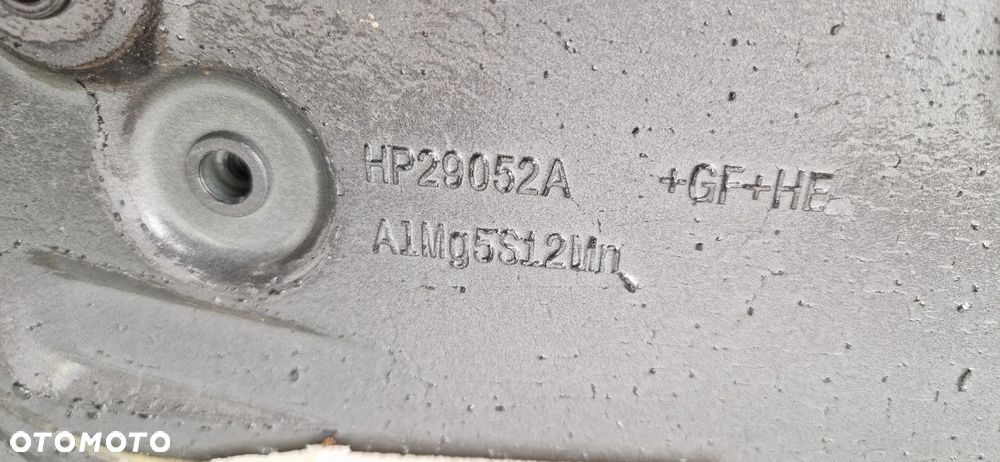 HP29052A +GF+HE
AlMg5Si2Mn
OTOMOTO